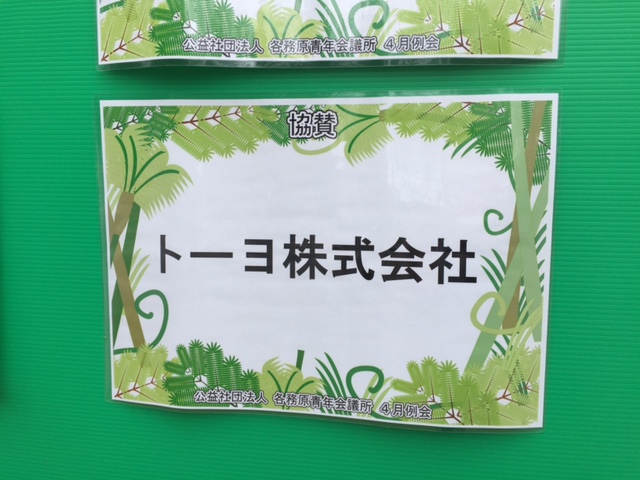 公益社団法人 各務原青年会議所 4月例会
協賛
トーヨ株式会社
公益社団法人 各務原青年会議所 4月例会